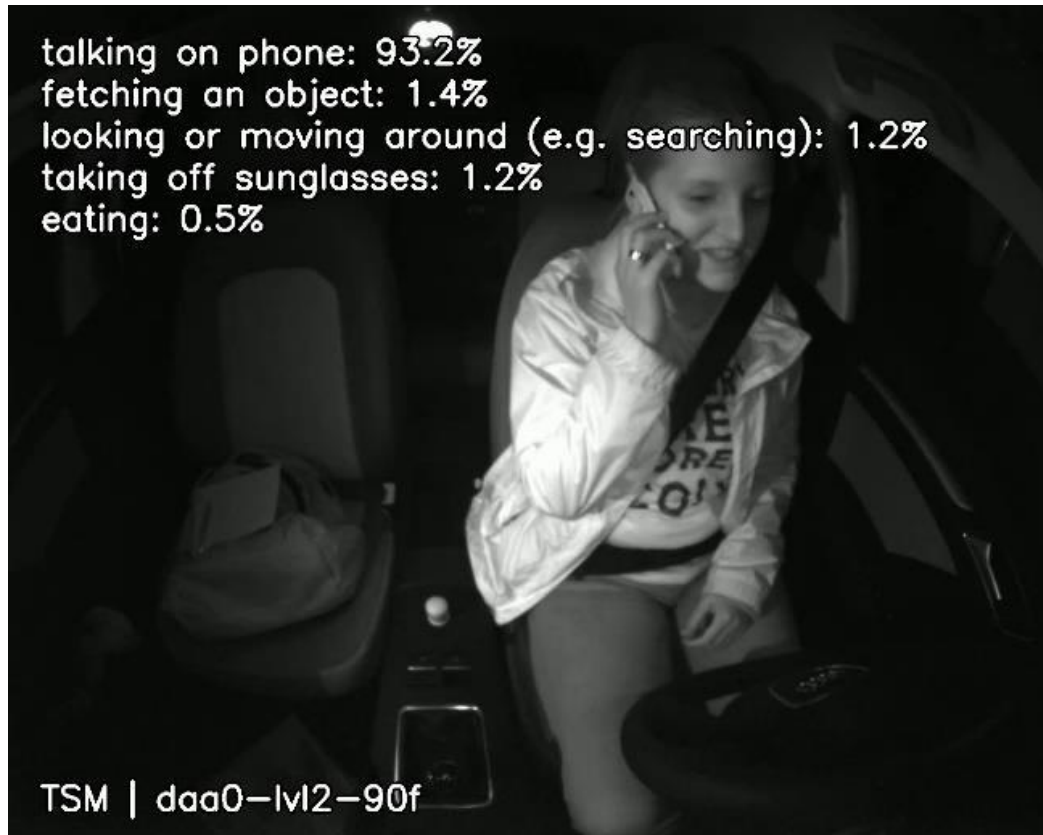 talking on phone: 93.2%
fetching an object: 1.4%
looking or moving around (e.g. searching): 1.2%
taking off sunglasses: 1.2%
eating: 0.5%
ORE
TSM | daa0-lvl2-90f